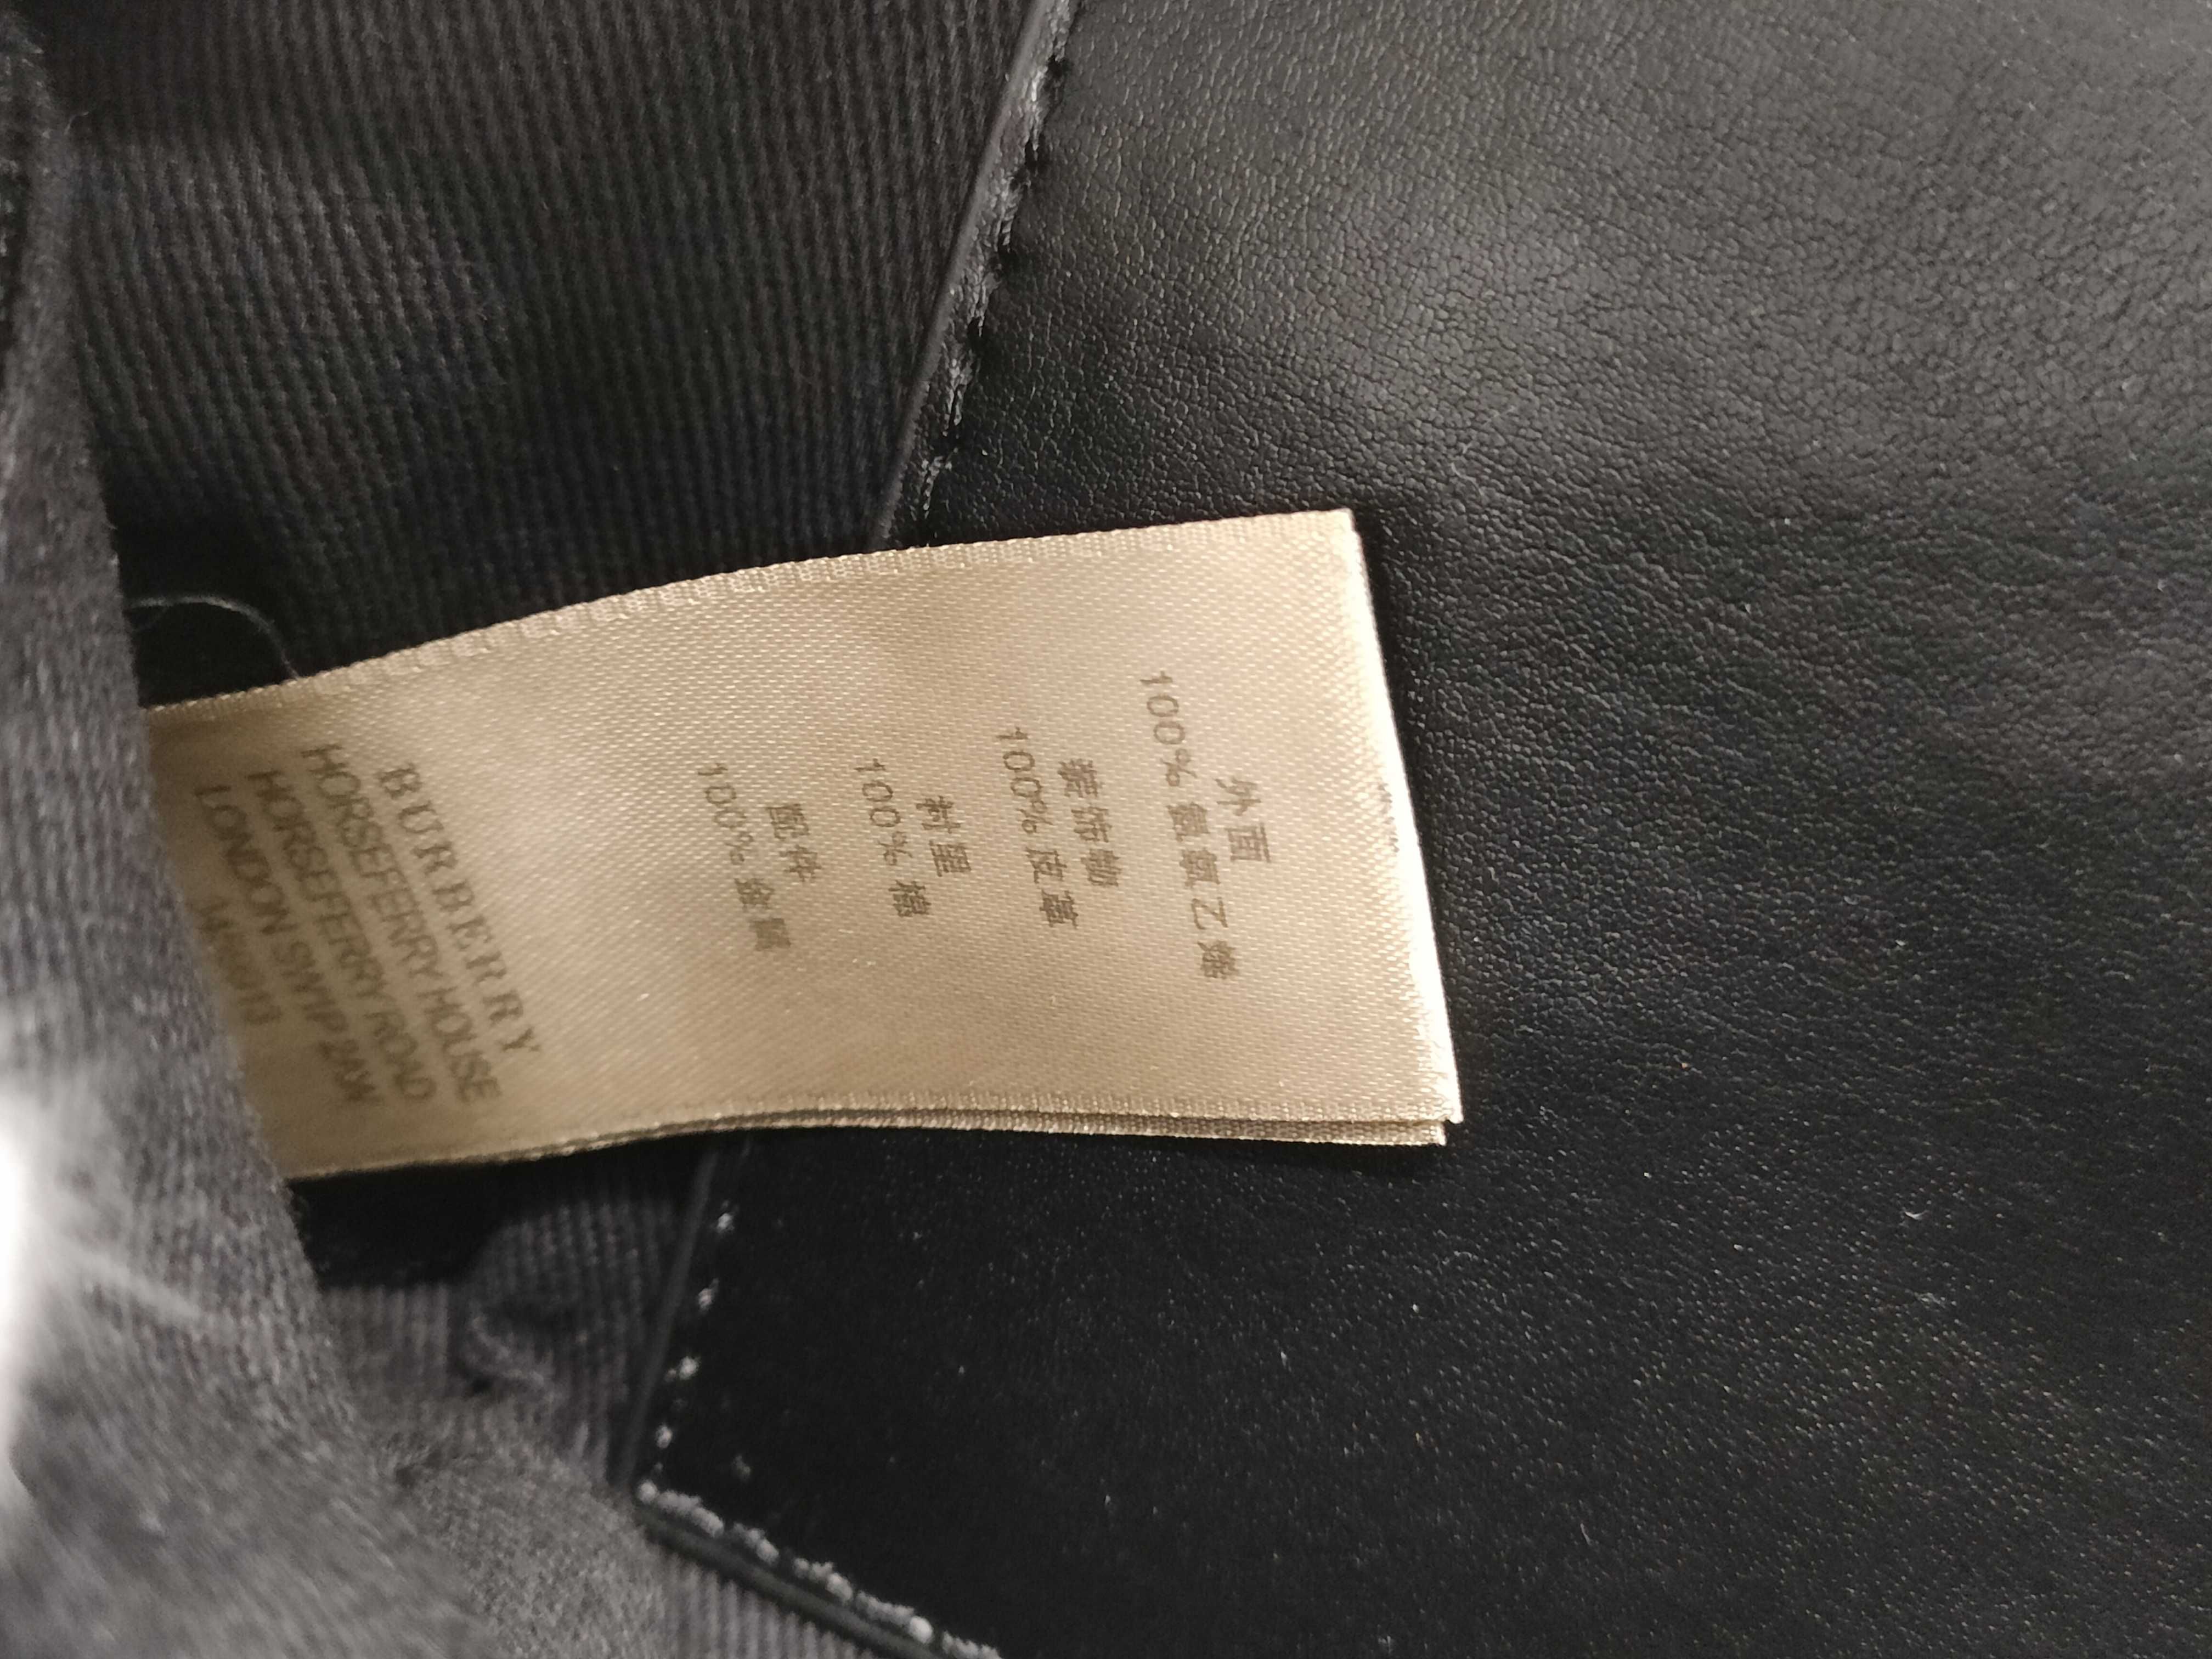 外面
100% 氨氯乙烯
装饰物
100% 皮革
衬里
100% 棉
配件
100% 金属
BURBERRY
HORSEFERRY HOUSE
HORSEFERRY ROAD
LONDON SW1P 2AW